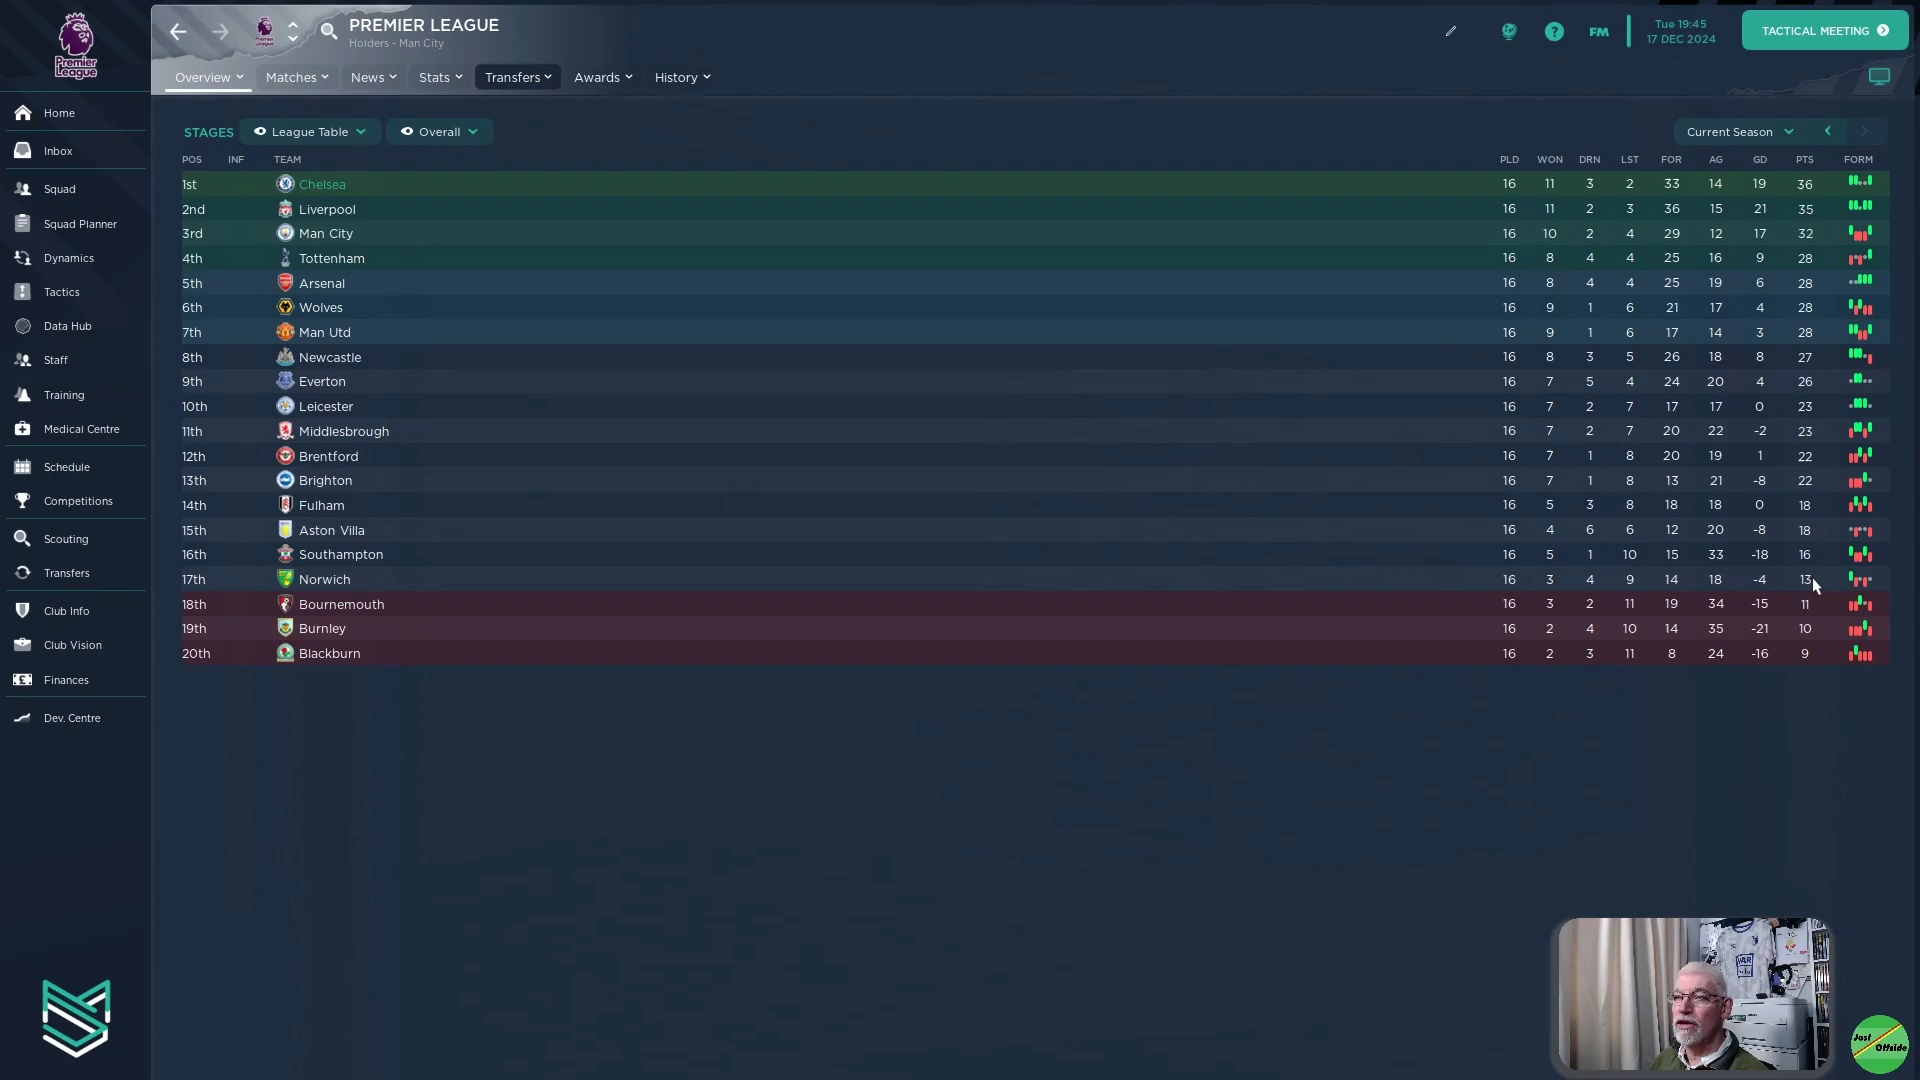 PREMIER LEAGUE
Holders - Man City
Tue 19:45
17 DEC 2024
FM
TACTICAL MEETING
Premier League
Overview Matches News Stats Transfers Awards History
Home
Inbox
Squad
Squad Planner
Dynamics
Tactics
Data Hub
Staff
Training
Medical Centre
Schedule
Competitions
Scouting
Transfers
Club Info
Club Vision
Finances
Dev. Centre
STAGES League Table Overall Current Season
POS INF TEAM PLD WON DRN LST FOR AG GD PTS FORM
1st Chelsea 16 11 3 2 33 14 19 36
2nd Liverpool 16 11 2 3 36 15 21 35
3rd Man City 16 10 2 4 29 12 17 32
4th Tottenham 16 8 4 4 25 16 9 28
5th Arsenal 16 8 4 4 25 19 6 28
6th Wolves 16 9 1 6 21 17 4 28
7th Man Utd 16 9 1 6 17 14 3 28
8th Newcastle 16 8 3 5 26 18 8 27
9th Everton 16 7 5 4 24 20 4 26
10th Leicester 16 7 2 7 17 17 0 23
11th Middlesbrough 16 7 2 7 20 22 -2 23
12th Brentford 16 7 1 8 20 19 1 22
13th Brighton 16 7 1 8 13 21 -8 22
14th Fulham 16 5 3 8 18 18 0 18
15th Aston Villa 16 4 6 6 12 20 -8 18
16th Southampton 16 5 1 10 15 33 -18 16
17th Norwich 16 3 4 9 14 18 -4 13
18th Bournemouth 16 3 2 11 19 34 -15 11
19th Burnley 16 2 4 10 14 35 -21 10
20th Blackburn 16 2 3 11 8 24 -16 9
Just
Offside